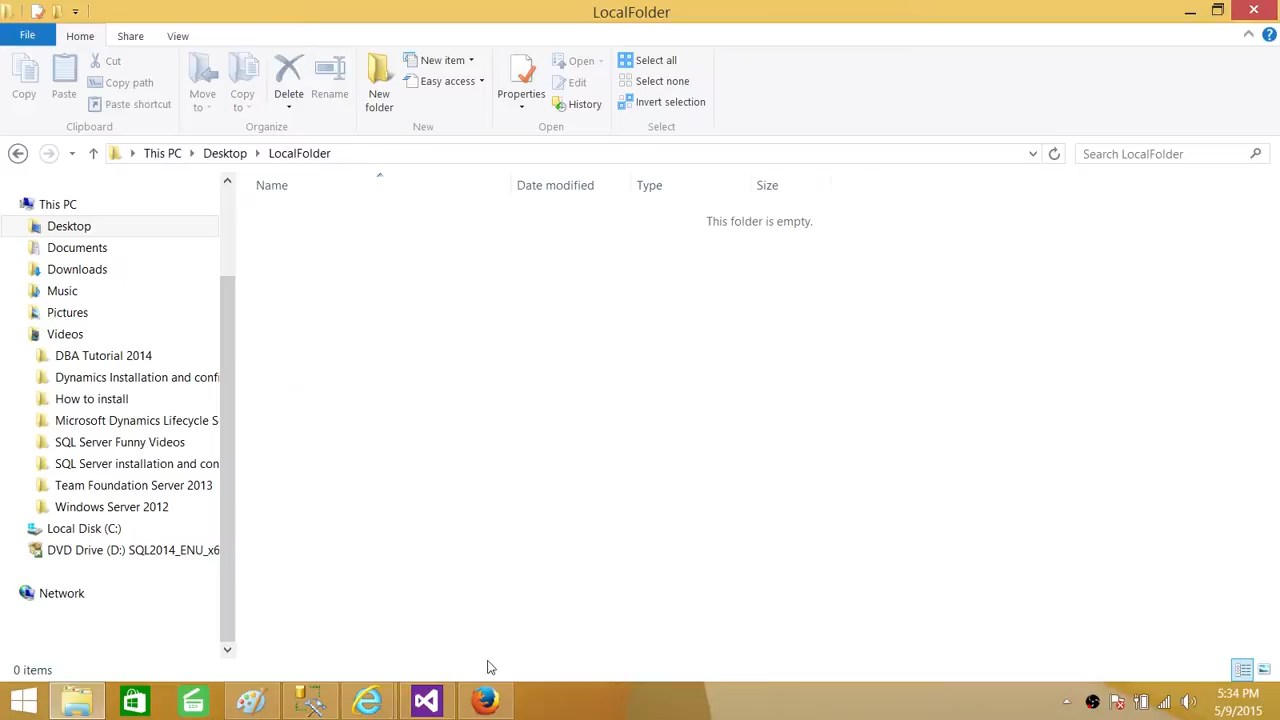 LocalFolder
File Home Share View
Copy Paste Cut Copy path Paste shortcut Clipboard
Move to Copy to Delete Rename Organize
New folder New item Easy access New
Properties Open Edit History Open
Select all Select none Invert selection Select
This PC Desktop LocalFolder
Search LocalFolder
Name Date modified Type Size
This folder is empty.
This PC
Desktop
Documents
Downloads
Music
Pictures
Videos
DBA Tutorial 2014
Dynamics Installation and confi
How to install
Microsoft Dynamics Lifecycle S
SQL Server Funny Videos
SQL Server installation and con
Team Foundation Server 2013
Windows Server 2012
Local Disk (C:)
DVD Drive (D:) SQL2014_ENU_x6
Network
0 items
5:34 PM
5/9/2015